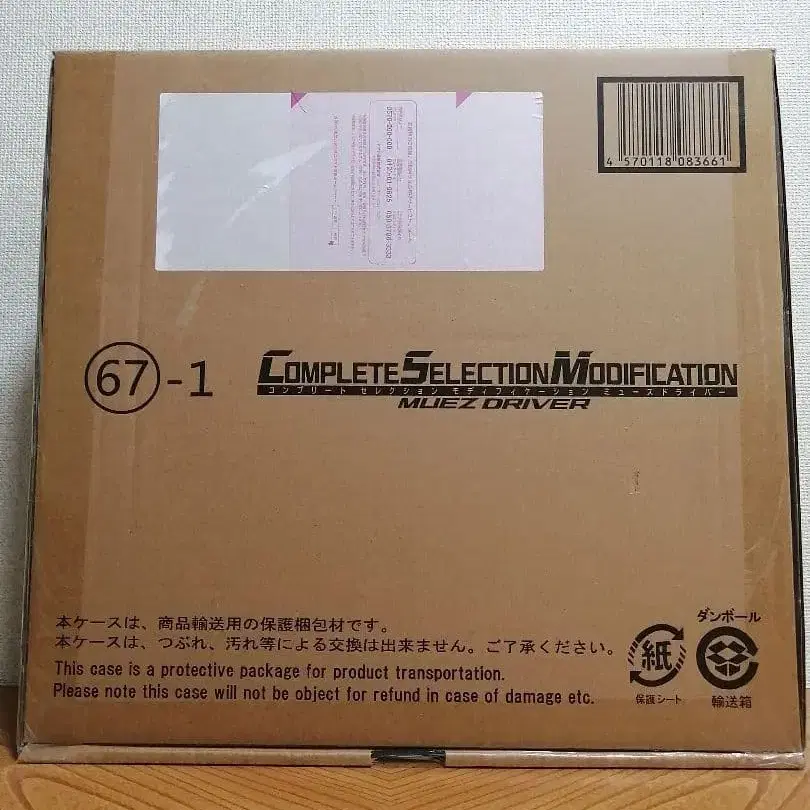 4 570118 083661
67-1
COMPLETE SELECTION MODIFICATION
コンプリート セレクション モディフィケーション ミューズドライバー
MUEZ DRIVER
本ケースは、商品輸送用の保護梱包材です。
本ケースは、つぶれ、汚れ等による交換は出来ません。ご了承ください。
This case is a protective package for product transportation.
Please note this case will not be object for refund in case of damage etc.
紙
保護シート
ダンボール
輸送箱